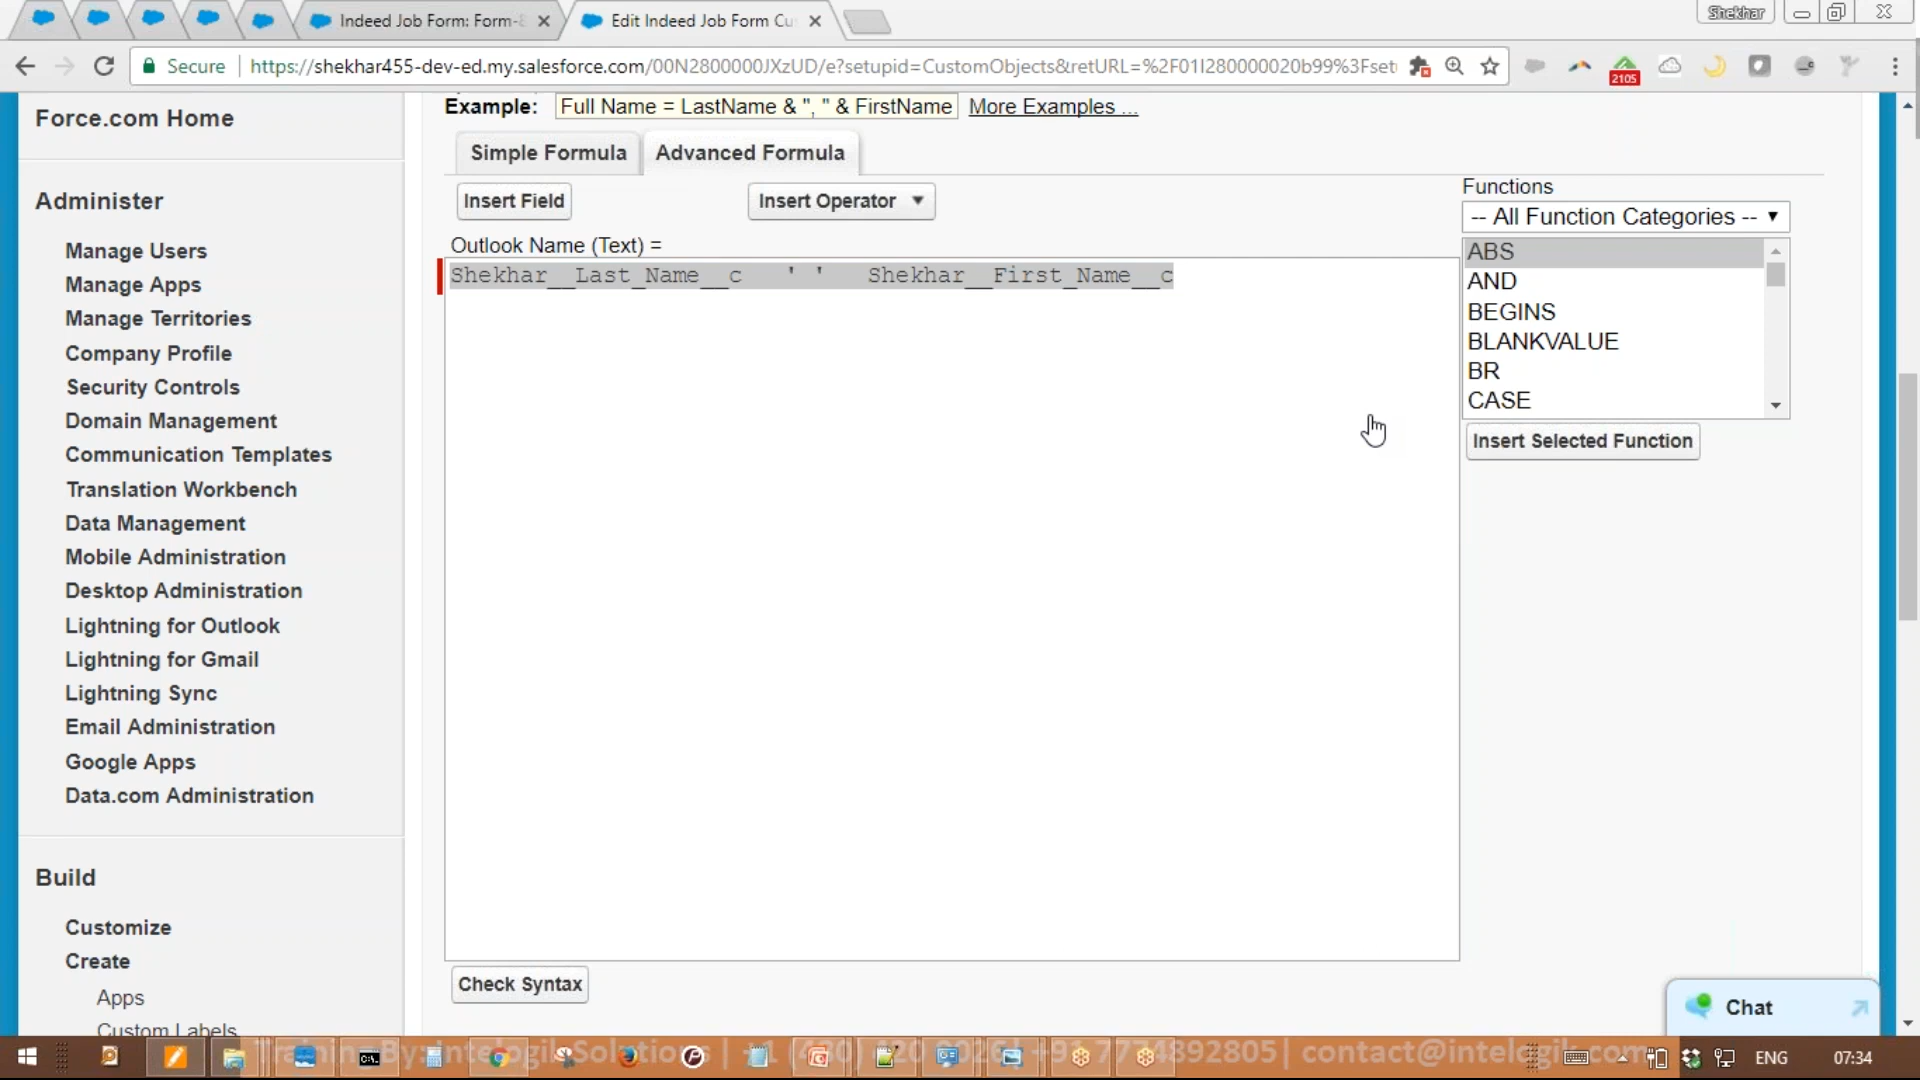 Shekhar
Indeed Job Form: Form-
Edit Indeed Job Form Cu
Secure
https://shekhar455-dev-ed.my.salesforce.com/00N2800000JXzUD/e?setupid=CustomObjects&retURL=%2F01I280000020b99%3Fset
2105
Force.com Home
Administer
Manage Users
Manage Apps
Manage Territories
Company Profile
Security Controls
Domain Management
Communication Templates
Translation Workbench
Data Management
Mobile Administration
Desktop Administration
Lightning for Outlook
Lightning for Gmail
Lightning Sync
Email Administration
Google Apps
Data.com Administration
Build
Customize
Create
Apps
Custom Labels
Example: Full Name = LastName & ", " & FirstName More Examples ...
Simple Formula Advanced Formula
Insert Field Insert Operator
Outlook Name (Text) =
Shekhar__Last_Name__c ' ' Shekhar__First_Name__c
Functions
-- All Function Categories --
ABS
AND
BEGINS
BLANKVALUE
BR
CASE
Insert Selected Function
Check Syntax
Chat
ENG 07:34